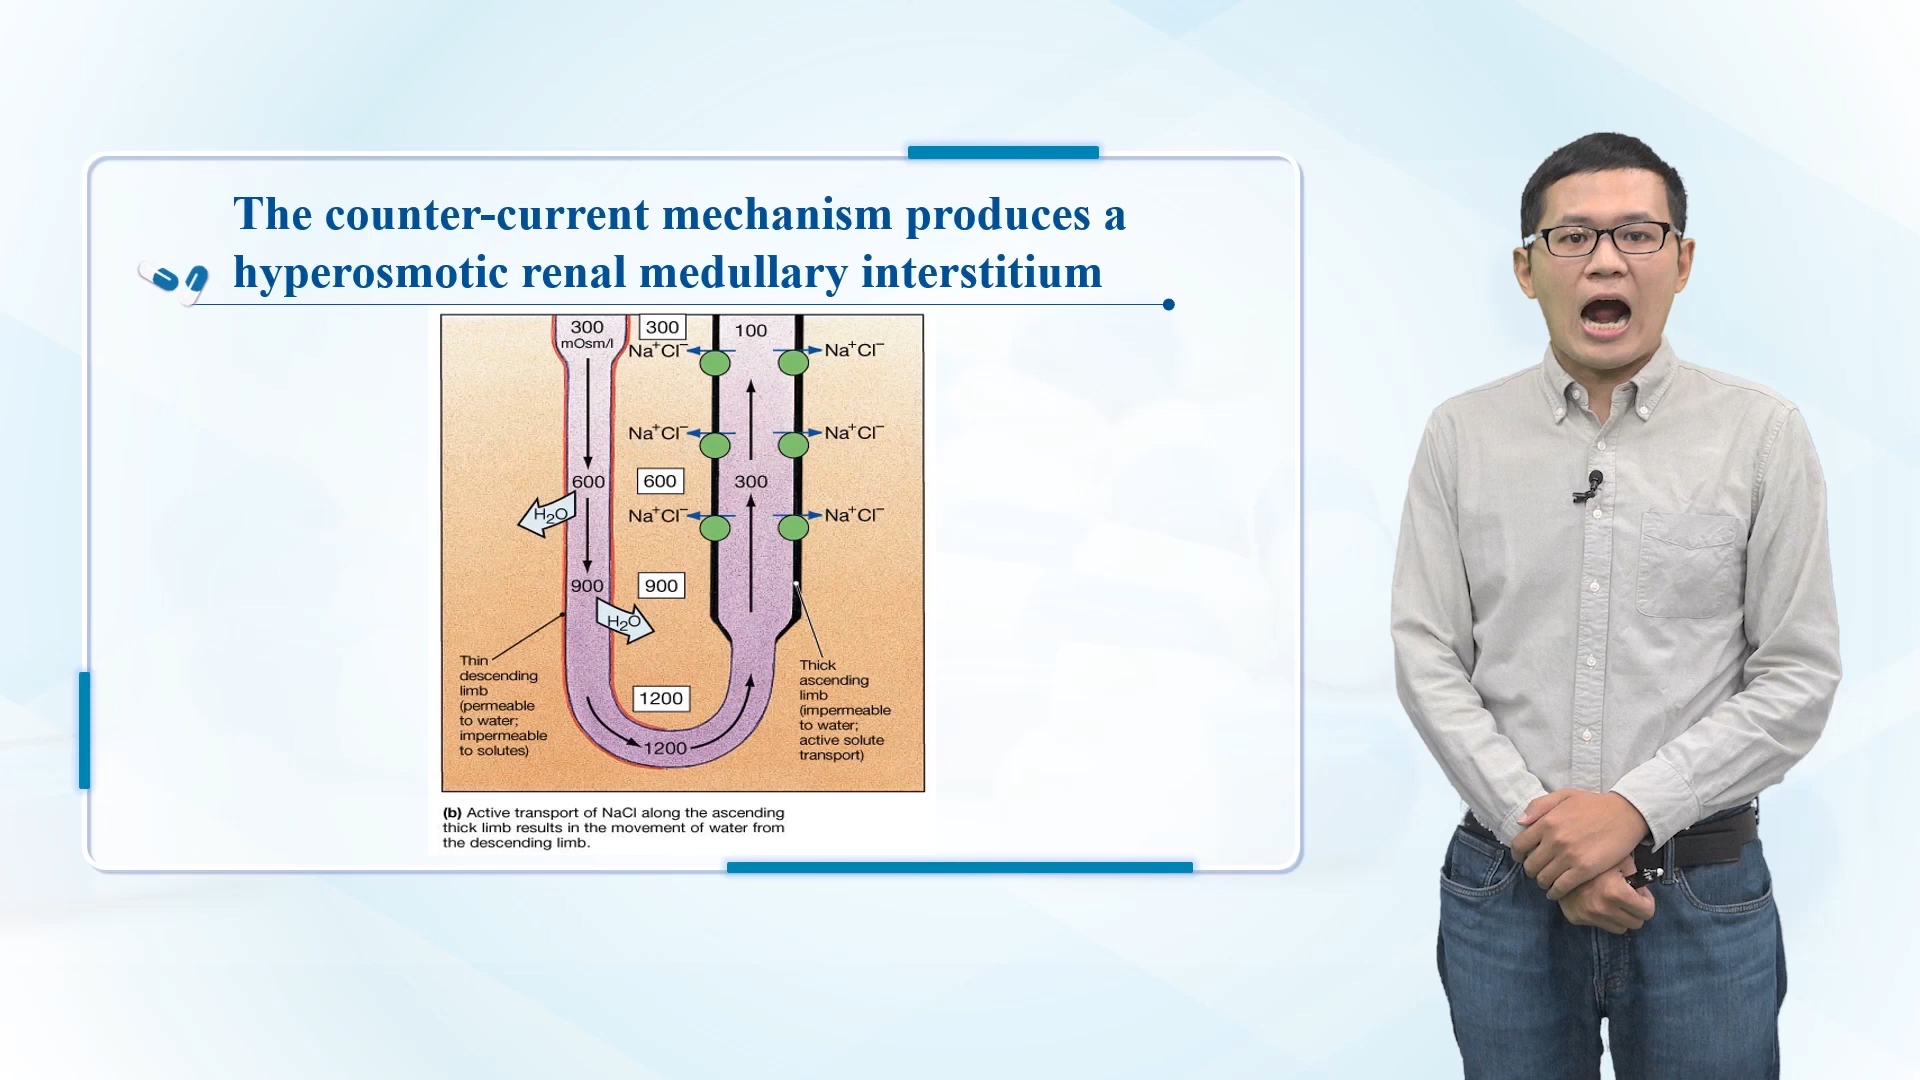 The counter-current mechanism produces a
hyperosmotic renal medullary interstitium
300
mOsm/l
300
100
Na⁺Cl⁻
Na⁺Cl⁻
Na⁺Cl⁻
Na⁺Cl⁻
600
600
300
H₂O
Na⁺Cl⁻
Na⁺Cl⁻
900
900
H₂O
Thin
descending
limb
(permeable
to water;
impermeable
to solutes)
1200
1200
Thick
ascending
limb
(impermeable
to water;
active solute
transport)
(b) Active transport of NaCl along the ascending
thick limb results in the movement of water from
the descending limb.